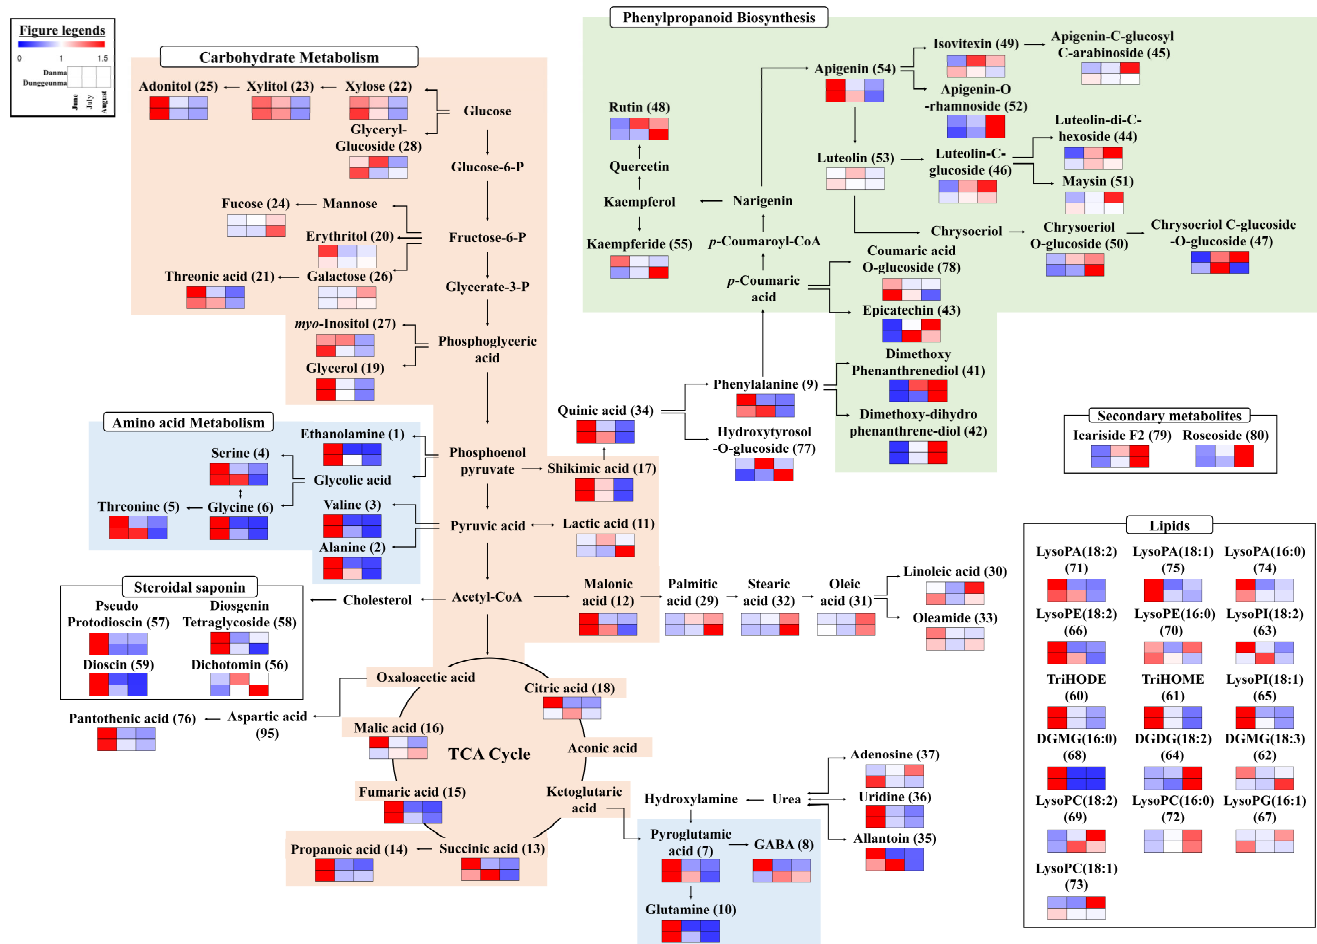 Figure legends
0
1
1.5
Danma
Dunggeunma
June
July
August
Carbohydrate Metabolism
Adonitol (25)
Xylitol (23)
Xylose (22)
Glucose
Glyceryl-
Glucoside (28)
Glucose-6-P
Fucose (24)
Mannose
Erythritol (20)
Fructose-6-P
Threonic acid (21)
Galactose (26)
Glycerate-3-P
myo-Inositol (27)
Phosphoglyceric
acid
Glycerol (19)
Amino acid Metabolism
Ethanolamine (1)
Serine (4)
Glycolic acid
Phosphoenol
pyruvate
Threonine (5)
Glycine (6)
Valine (3)
Pyruvic acid
Alanine (2)
Shikimic acid (17)
Lactic acid (11)
Quinic acid (34)
Phenylalanine (9)
Hydroxytyrosol
-O-glucoside (77)
Steroidal saponin
Pseudo
Protodioscin (57)
Diosgenin
Tetraglycoside (58)
Dioscin (59)
Dichotomin (56)
Cholesterol
Acetyl-CoA
Malonic
acid (12)
Palmitic
acid (29)
Stearic
acid (32)
Oleic
acid (31)
Linoleic acid (30)
Oleamide (33)
Pantothenic acid (76)
Aspartic acid
(95)
Oxaloacetic acid
Citric acid (18)
Malic acid (16)
TCA Cycle
Aconic acid
Fumaric acid (15)
Ketoglutaric
acid
Propanoic acid (14)
Succinic acid (13)
Hydroxylamine
Urea
Adenosine (37)
Uridine (36)
Allantoin (35)
Pyroglutamic
acid (7)
GABA (8)
Glutamine (10)
Phenylpropanoid Biosynthesis
Rutin (48)
Quercetin
Kaempferol
Kaempferide (55)
Narigenin
p-Coumaroyl-CoA
p-Coumaric
acid
Apigenin (54)
Isovitexin (49)
Apigenin-C-glucosyl
C-arabinoside (45)
Apigenin-O
-rhamnoside (52)
Luteolin (53)
Luteolin-C-
glucoside (46)
Luteolin-di-C-
hexoside (44)
Maysin (51)
Chrysoeriol
Chrysoeriol
O-glucoside (50)
Chrysoeriol C-glucoside
-O-glucoside (47)
Coumaric acid
O-glucoside (78)
Epicatechin (43)
Dimethoxy
Phenanthrenediol (41)
Dimethoxy-dihydro
phenanthrene-diol (42)
Secondary metabolites
Icariside F2 (79)
Roseoside (80)
Lipids
LysoPA(18:2)
(71)
LysoPA(18:1)
(75)
LysoPA(16:0)
(74)
LysoPE(18:2)
(66)
LysoPE(16:0)
(70)
LysoPI(18:2)
(63)
TriHODE
(60)
TriHOME
(61)
LysoPI(18:1)
(65)
DGMG(16:0)
(68)
DGDG(18:2)
(64)
DGMG(18:3)
(62)
LysoPC(18:2)
(69)
LysoPC(16:0)
(72)
LysoPG(16:1)
(67)
LysoPC(18:1)
(73)